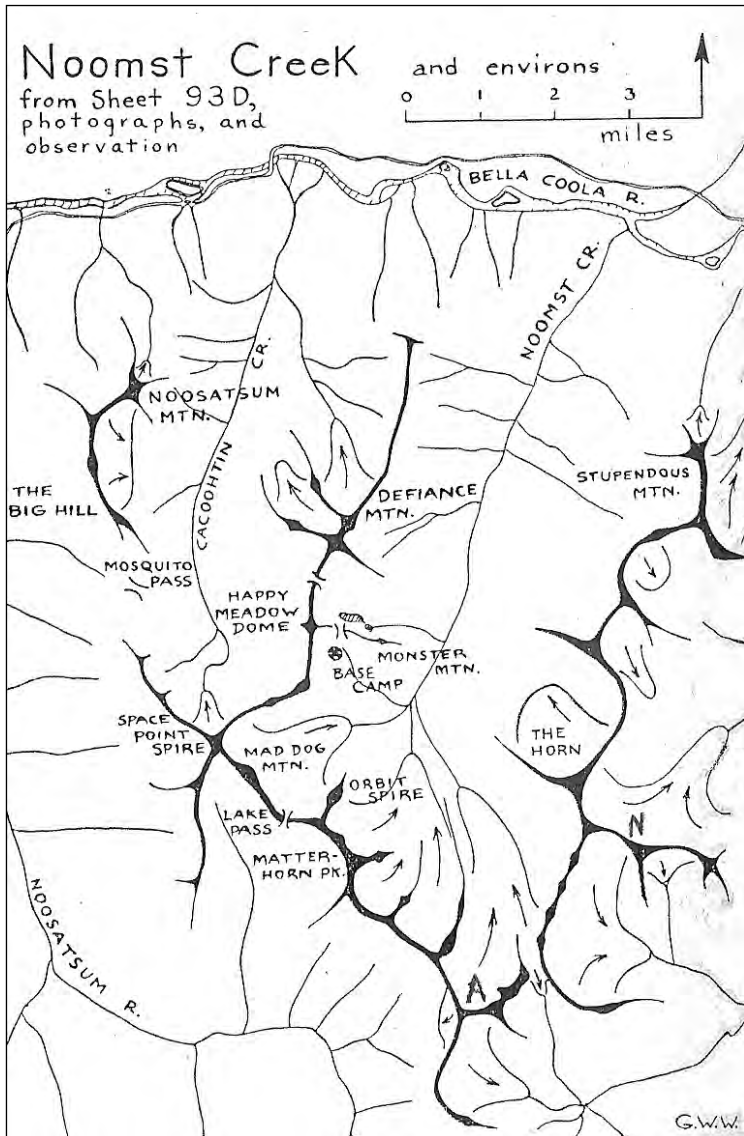 Noomst Creek
from Sheet 93D,
photographs, and
observation
and environs
0 1 2 3
miles
BELLA COOLA R.
NOOMST CR.
CACOOHTIN CR.
NOOSATSUM
MTN.
THE
BIG HILL
MOSQUITO
PASS
DEFIANCE
MTN.
STUPENDOUS
MTN.
HAPPY
MEADOW
DOME
MONSTER
MTN.
BASE
CAMP
SPACE
POINT
SPIRE
MAD DOG
MTN.
THE
HORN
ORBIT
SPIRE
LAKE
PASS
MATTER-
HORN PK.
N
NOOSATSUM R.
A
G.W.W.